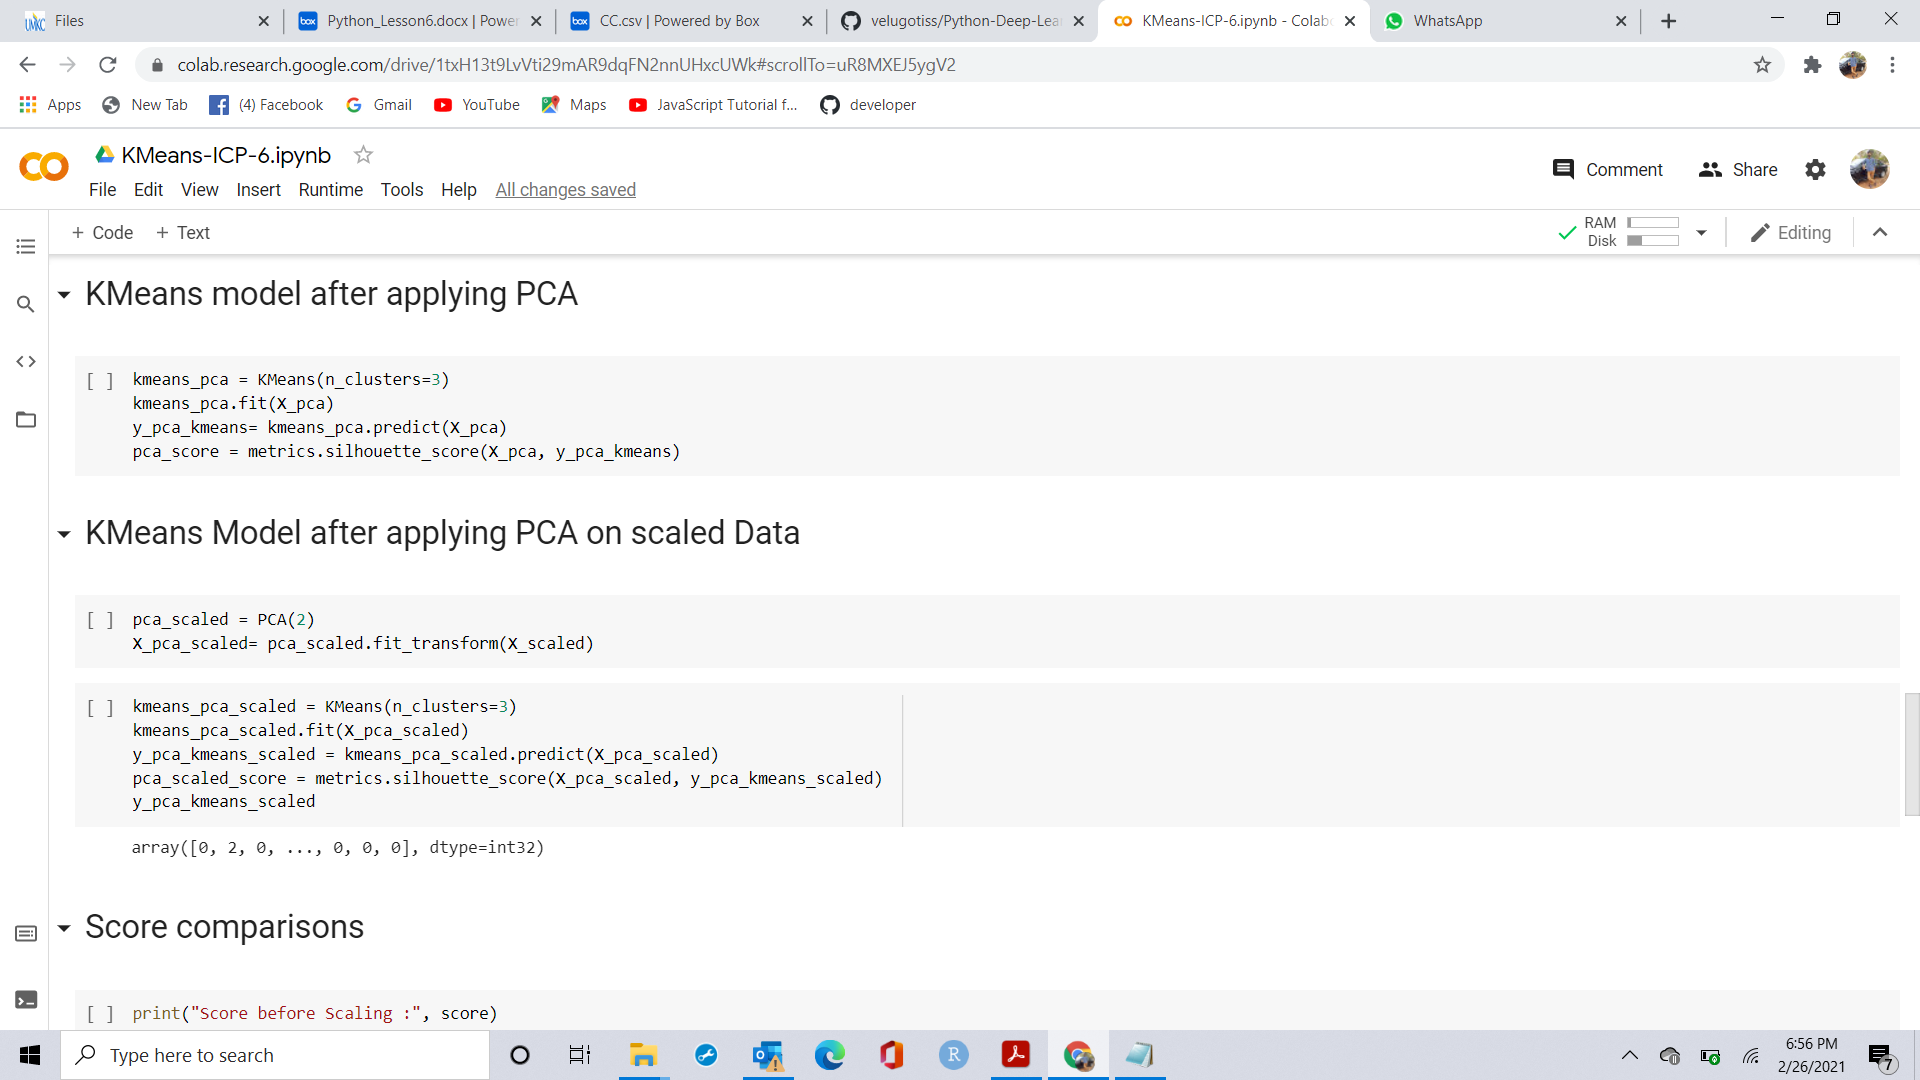 UMKC Files
box Python_Lesson6.docx | Power
box CC.csv | Powered by Box
velugotiss/Python-Deep-Lea
KMeans-ICP-6.ipynb - Colab
WhatsApp
colab.research.google.com/drive/1txH13t9LvVti29mAR9dqFN2nnUHxcUWk#scrollTo=uR8MXEJ5ygV2
Apps
New Tab
(4) Facebook
Gmail
YouTube
Maps
JavaScript Tutorial f...
developer
KMeans-ICP-6.ipynb
Comment
Share
File Edit View Insert Runtime Tools Help All changes saved
+ Code + Text
RAM
Disk
Editing
KMeans model after applying PCA
[ ] kmeans_pca = KMeans(n_clusters=3)
kmeans_pca.fit(X_pca)
y_pca_kmeans= kmeans_pca.predict(X_pca)
pca_score = metrics.silhouette_score(X_pca, y_pca_kmeans)
KMeans Model after applying PCA on scaled Data
[ ] pca_scaled = PCA(2)
X_pca_scaled= pca_scaled.fit_transform(X_scaled)
[ ] kmeans_pca_scaled = KMeans(n_clusters=3)
kmeans_pca_scaled.fit(X_pca_scaled)
y_pca_kmeans_scaled = kmeans_pca_scaled.predict(X_pca_scaled)
pca_scaled_score = metrics.silhouette_score(X_pca_scaled, y_pca_kmeans_scaled)
y_pca_kmeans_scaled
array([0, 2, 0, ..., 0, 0, 0], dtype=int32)
Score comparisons
[ ] print("Score before Scaling :", score)
Type here to search
R
6:56 PM
2/26/2021
7